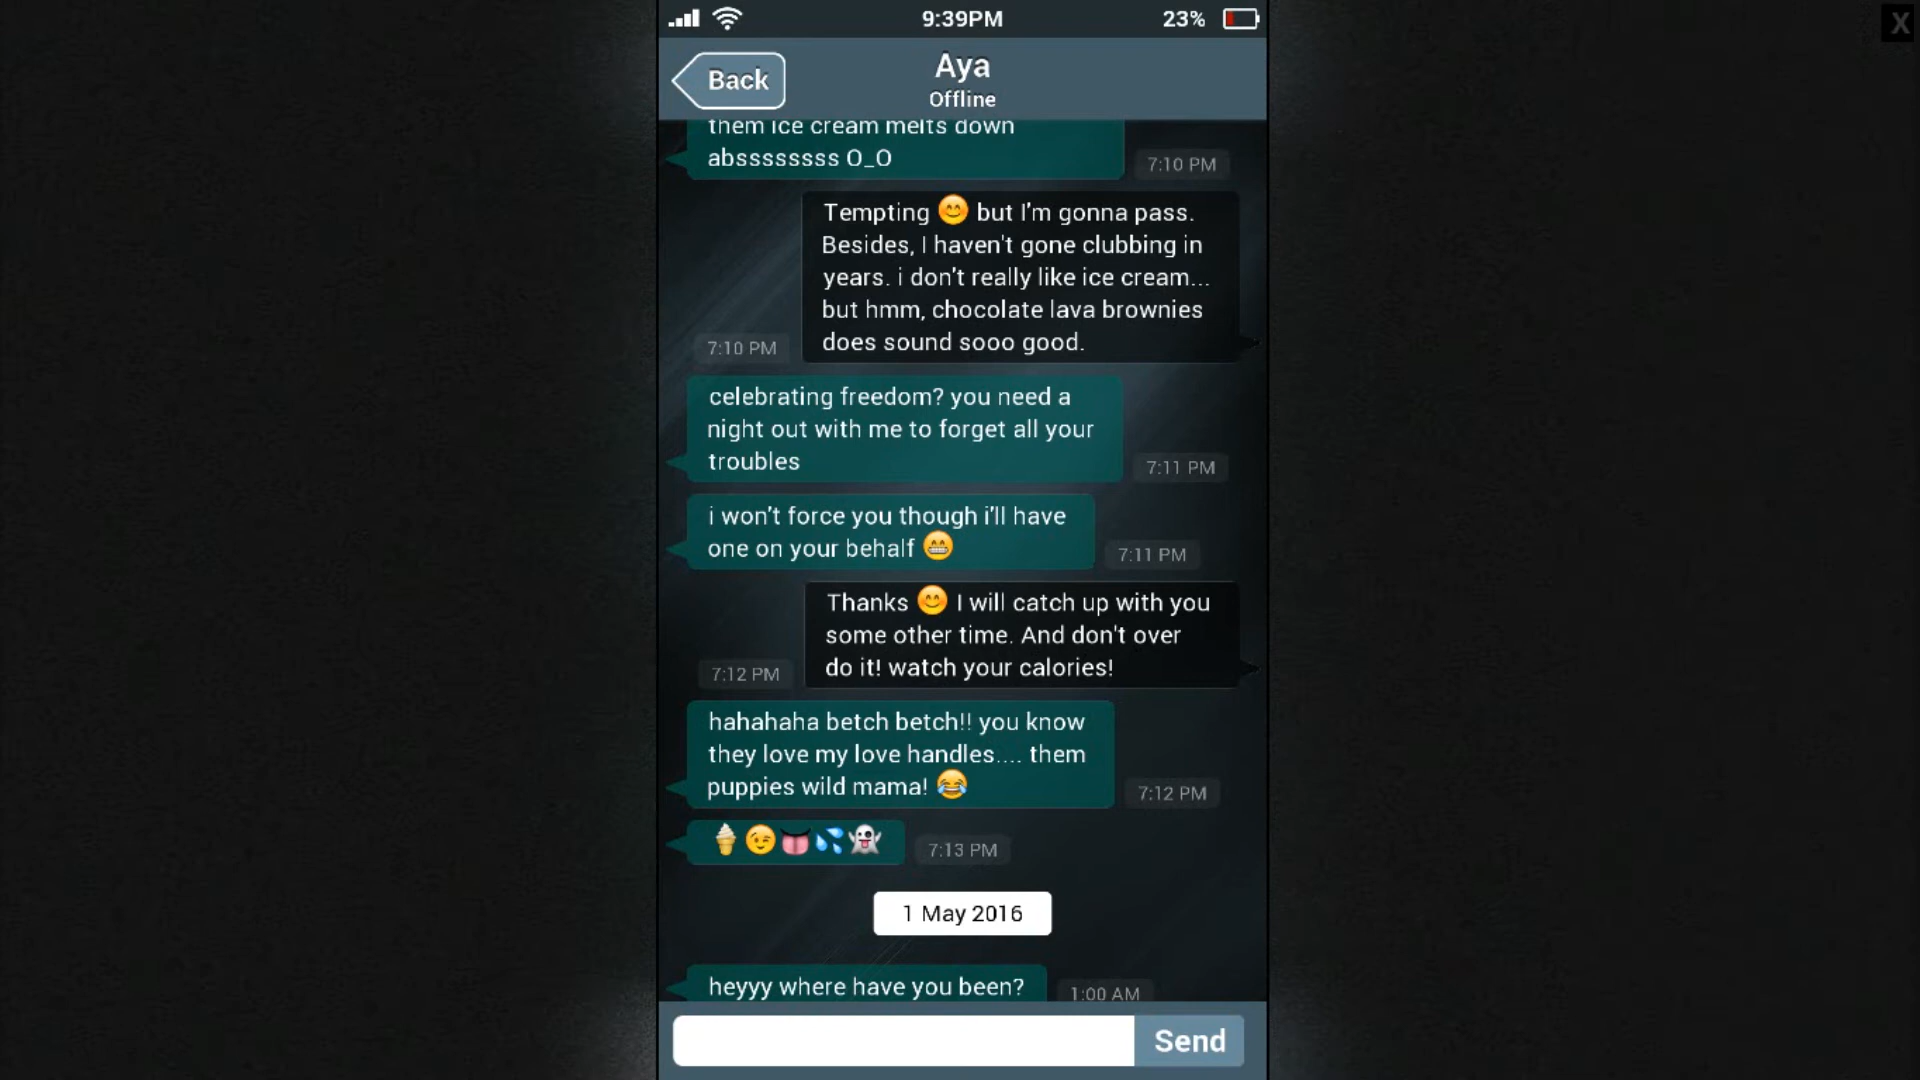 9:39PM
23%
X
Back
Aya
Offline
them ice cream melts down
abssssssss O_O
7:10 PM
Tempting 😊 but I'm gonna pass.
Besides, I haven't gone clubbing in
years. i don't really like ice cream...
but hmm, chocolate lava brownies
does sound sooo good.
7:10 PM
celebrating freedom? you need a
night out with me to forget all your
troubles
7:11 PM
i won't force you though i'll have
one on your behalf 😁
7:11 PM
Thanks 😊 I will catch up with you
some other time. And don't over
do it! watch your calories!
7:12 PM
hahahaha betch betch!! you know
they love my love handles.... them
puppies wild mama! 😂
7:12 PM
🍦😉👅💦👻
7:13 PM
1 May 2016
heyyy where have you been?
1:00 AM
Send